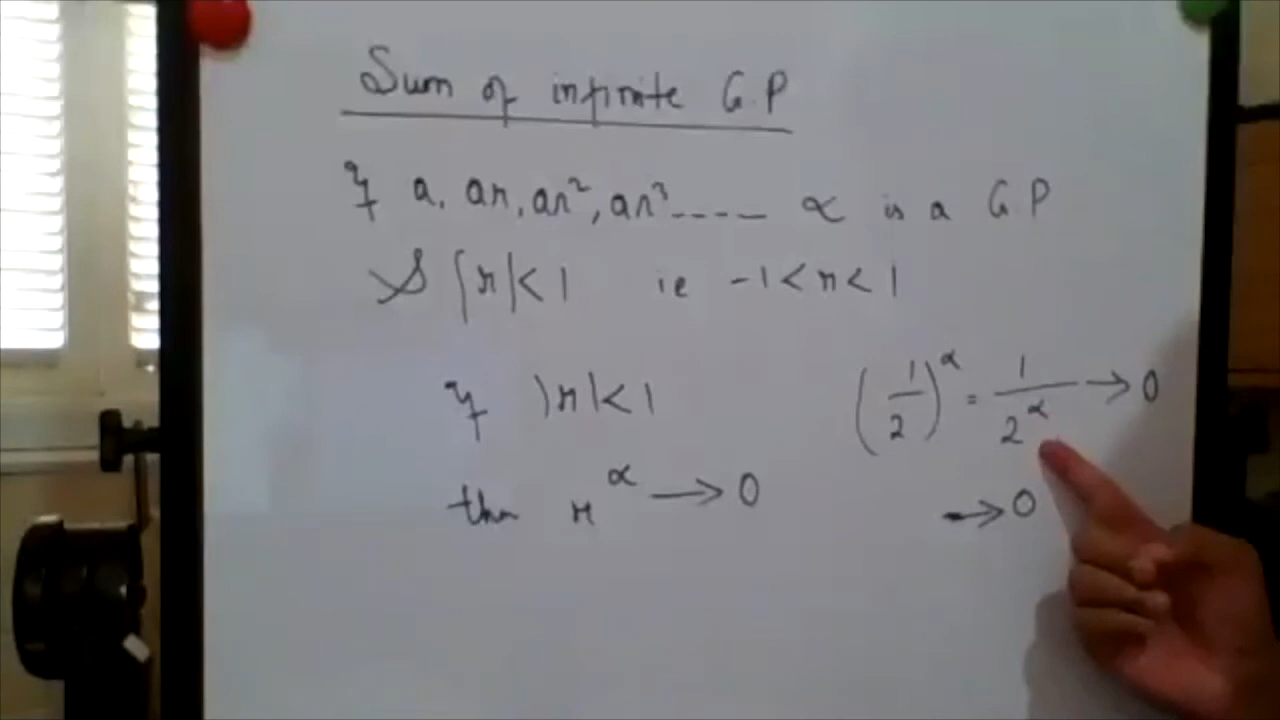 Sum of infinite G.P
If a, ar, ar², ar³----- ∝ is a G.P
& |r|<1 ie -1<r<1
If |r|<1
then r^∝ → 0
(1/2)^∝ = 1/2^∝ → 0
→ 0